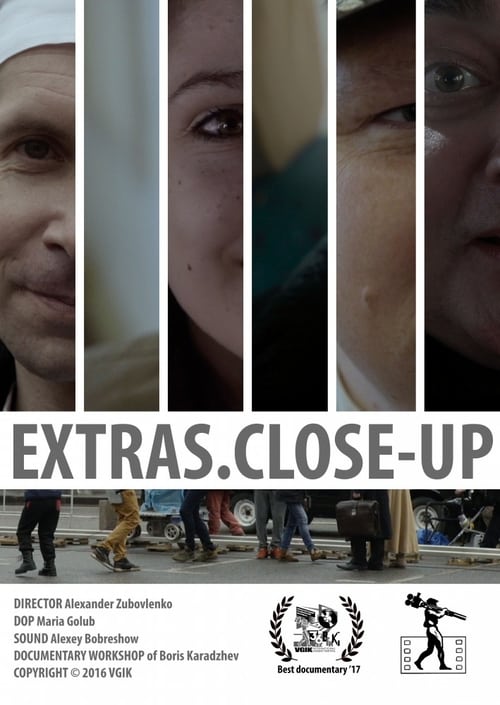 EXTRAS.CLOSE-UP
DIRECTOR Alexander Zubovlenko
DOP Maria Golub
SOUND Alexey Bobreshow
DOCUMENTARY WORKSHOP of Boris Karadzhev
COPYRIGHT © 2016 VGIK
VGIK
Best documentary '17